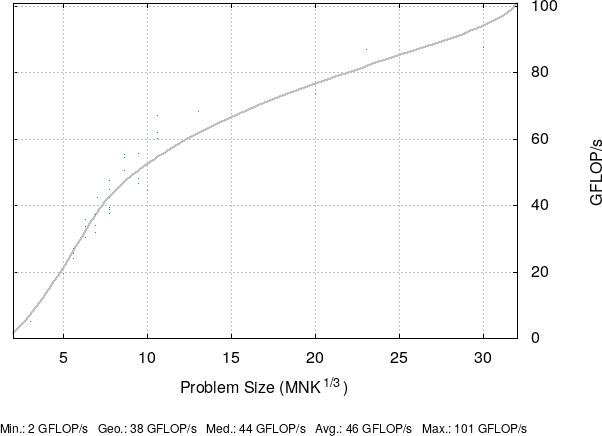 100
80
60
40
20
0
GFLOP/s
5 10 15 20 25 30
Problem Size (MNK^1/3)
Min.: 2 GFLOP/s Geo.: 38 GFLOP/s Med.: 44 GFLOP/s Avg.: 46 GFLOP/s Max.: 101 GFLOP/s